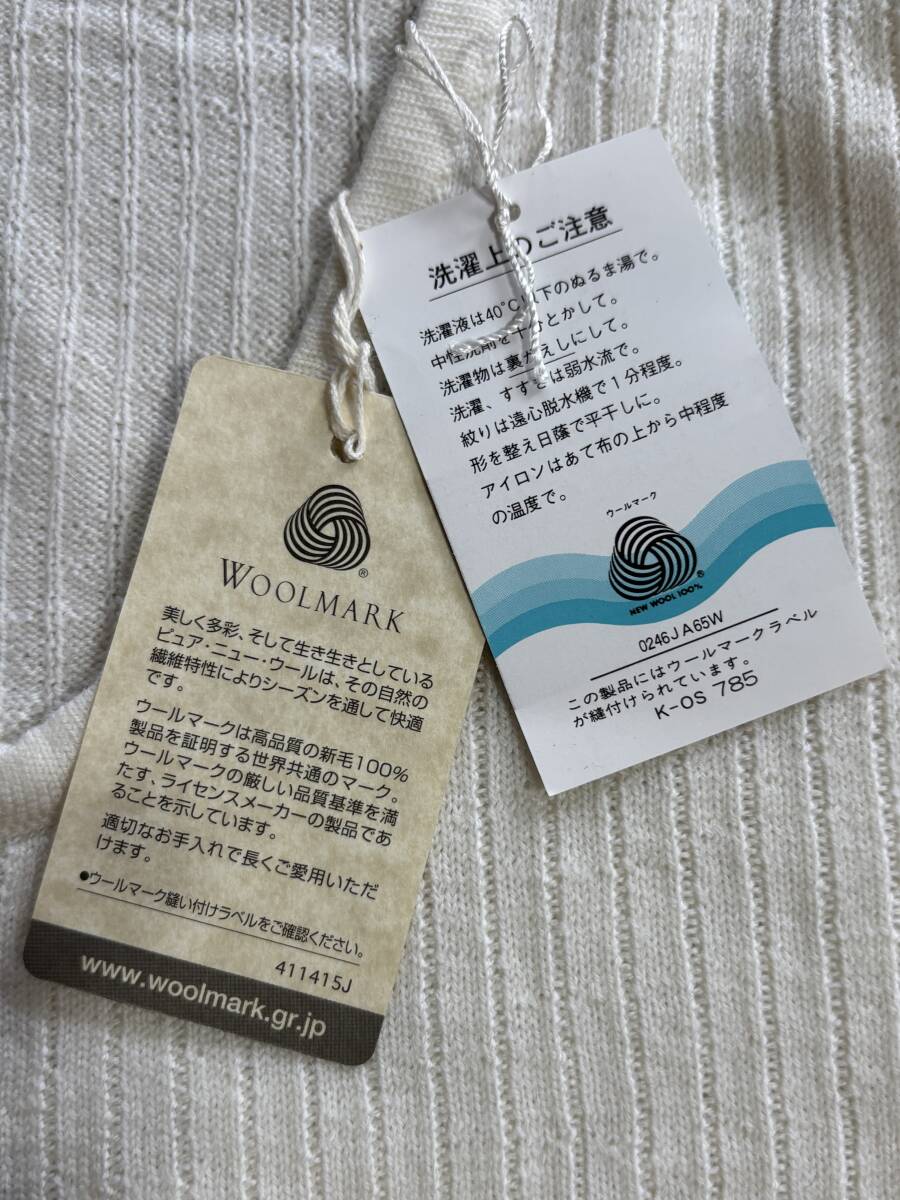 WOOLMARK
美しく多彩、そして生き生きとしている
ピュア・ニュー・ウールは、その自然の
繊維特性によりシーズンを通して快適
です。
ウールマークは高品質の新毛100%
製品を証明する世界共通のマーク。
ウールマークの厳しい品質基準を満
たす、ライセンスメーカーの製品であ
ることを示しています。
適切なお手入れで長くご愛用いただ
けます。
●ウールマーク縫い付けラベルをご確認ください。
411415J
www.woolmark.gr.jp
洗濯上のご注意
洗濯液は40℃以下のぬるま湯で。
中性洗剤を十分とかして。
洗濯物は裏がえしにして。
洗濯、すすぎは弱水流で。
絞りは遠心脱水機で1分程度。
形を整え日蔭で平干しに。
アイロンはあて布の上から中程度
の温度で。
ウールマーク
NEW WOOL 100%
0246JA65W
この製品にはウールマークラベル
が縫付けられています。
K-OS 785